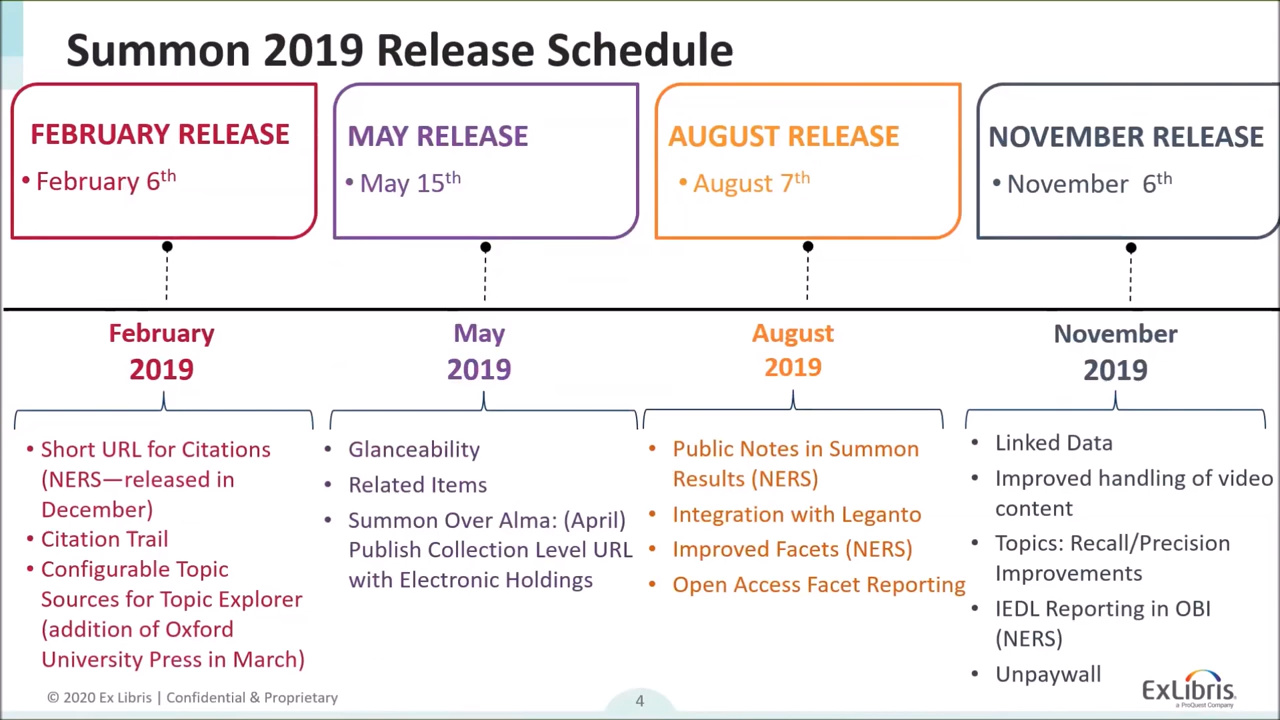 Summon 2019 Release Schedule
FEBRUARY RELEASE
• February 6th
MAY RELEASE
• May 15th
AUGUST RELEASE
• August 7th
NOVEMBER RELEASE
• November 6th
February
2019
• Short URL for Citations
(NERS—released in
December)
• Citation Trail
• Configurable Topic
Sources for Topic Explorer
(addition of Oxford
University Press in March)
May
2019
• Glanceability
• Related Items
• Summon Over Alma: (April)
Publish Collection Level URL
with Electronic Holdings
August
2019
• Public Notes in Summon
Results (NERS)
• Integration with Leganto
• Improved Facets (NERS)
• Open Access Facet Reporting
November
2019
• Linked Data
• Improved handling of video
content
• Topics: Recall/Precision
Improvements
• IEDL Reporting in OBI
(NERS)
• Unpaywall
© 2020 Ex Libris | Confidential & Proprietary
4
ExLibris
a ProQuest Company